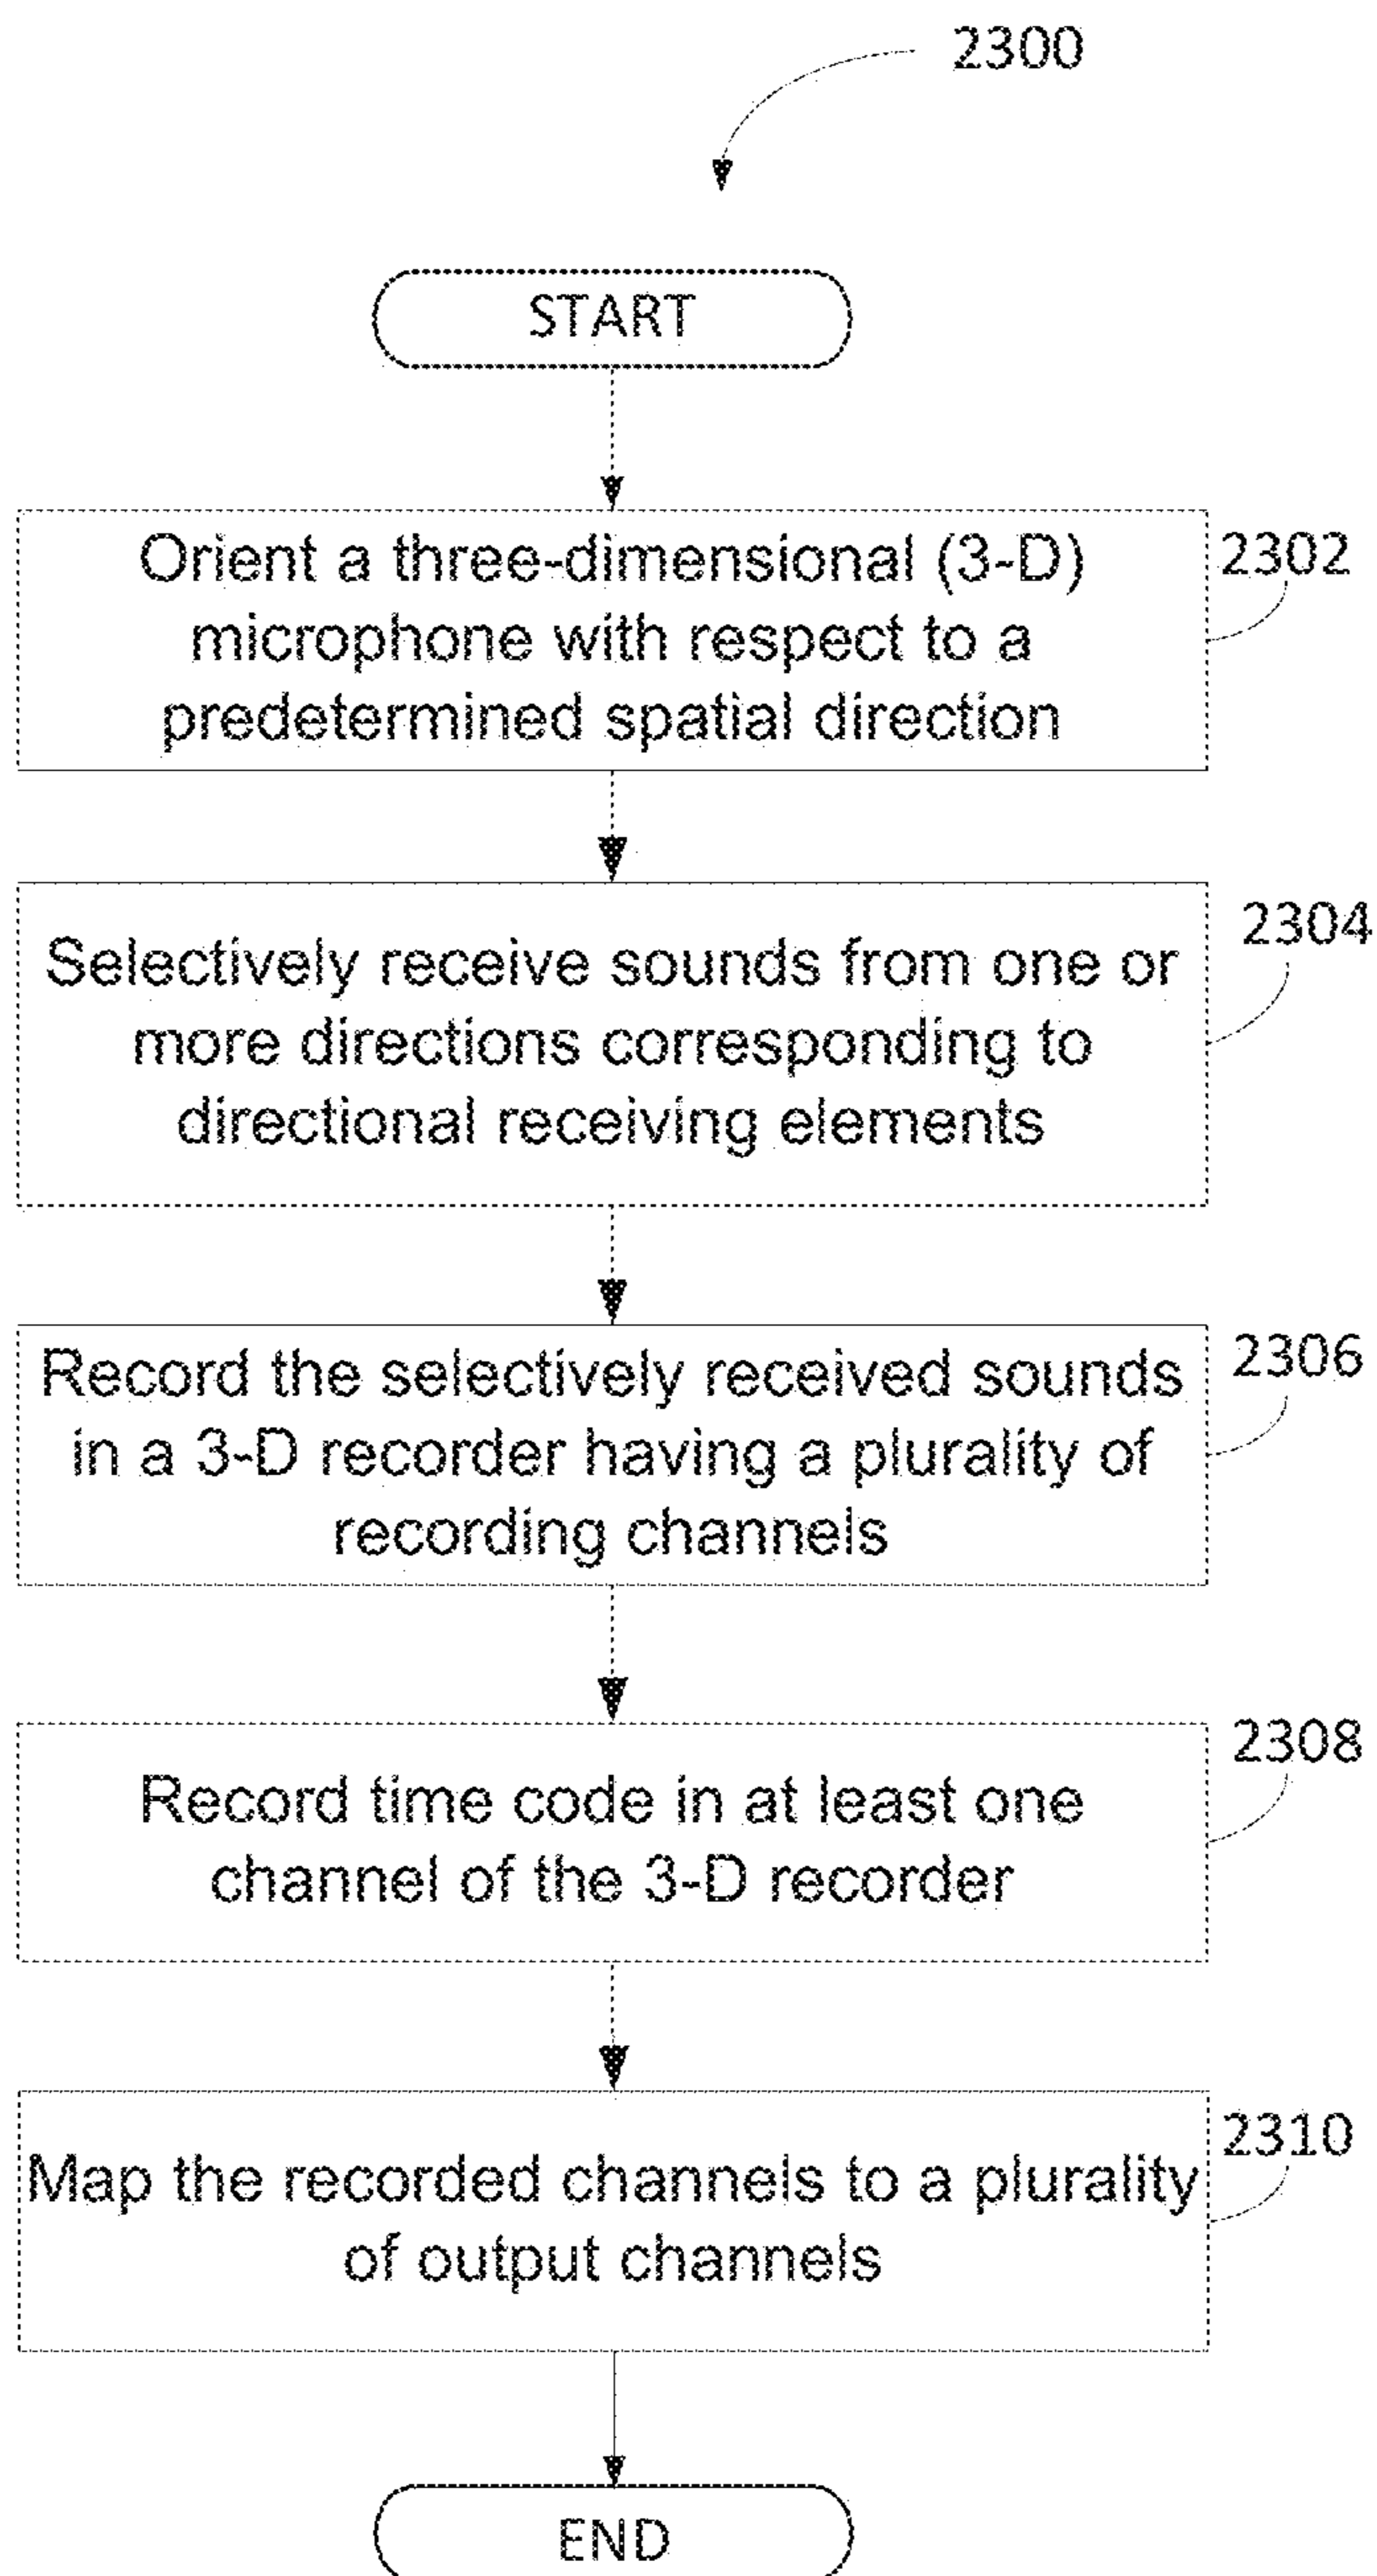 2300
START
Orient a three-dimensional (3-D)
microphone with respect to a
predetermined spatial direction
2302
Selectively receive sounds from one or
more directions corresponding to
directional receiving elements
2304
Record the selectively received sounds
in a 3-D recorder having a plurality of
recording channels
2306
Record time code in at least one
channel of the 3-D recorder
2308
Map the recorded channels to a plurality
of output channels
2310
END